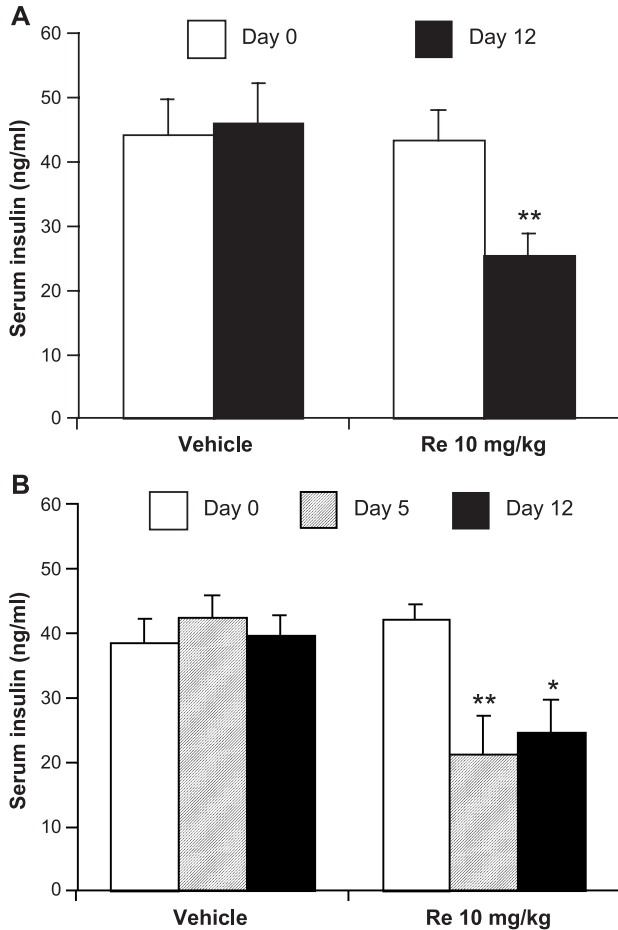 A
60
Day 0
Day 12
50
40
30
20
10
0
Serum insulin (ng/ml)
**
Vehicle
Re 10 mg/kg
B
60
Day 0
Day 5
Day 12
50
40
30
20
10
0
Serum insulin (ng/ml)
**
*
Vehicle
Re 10 mg/kg